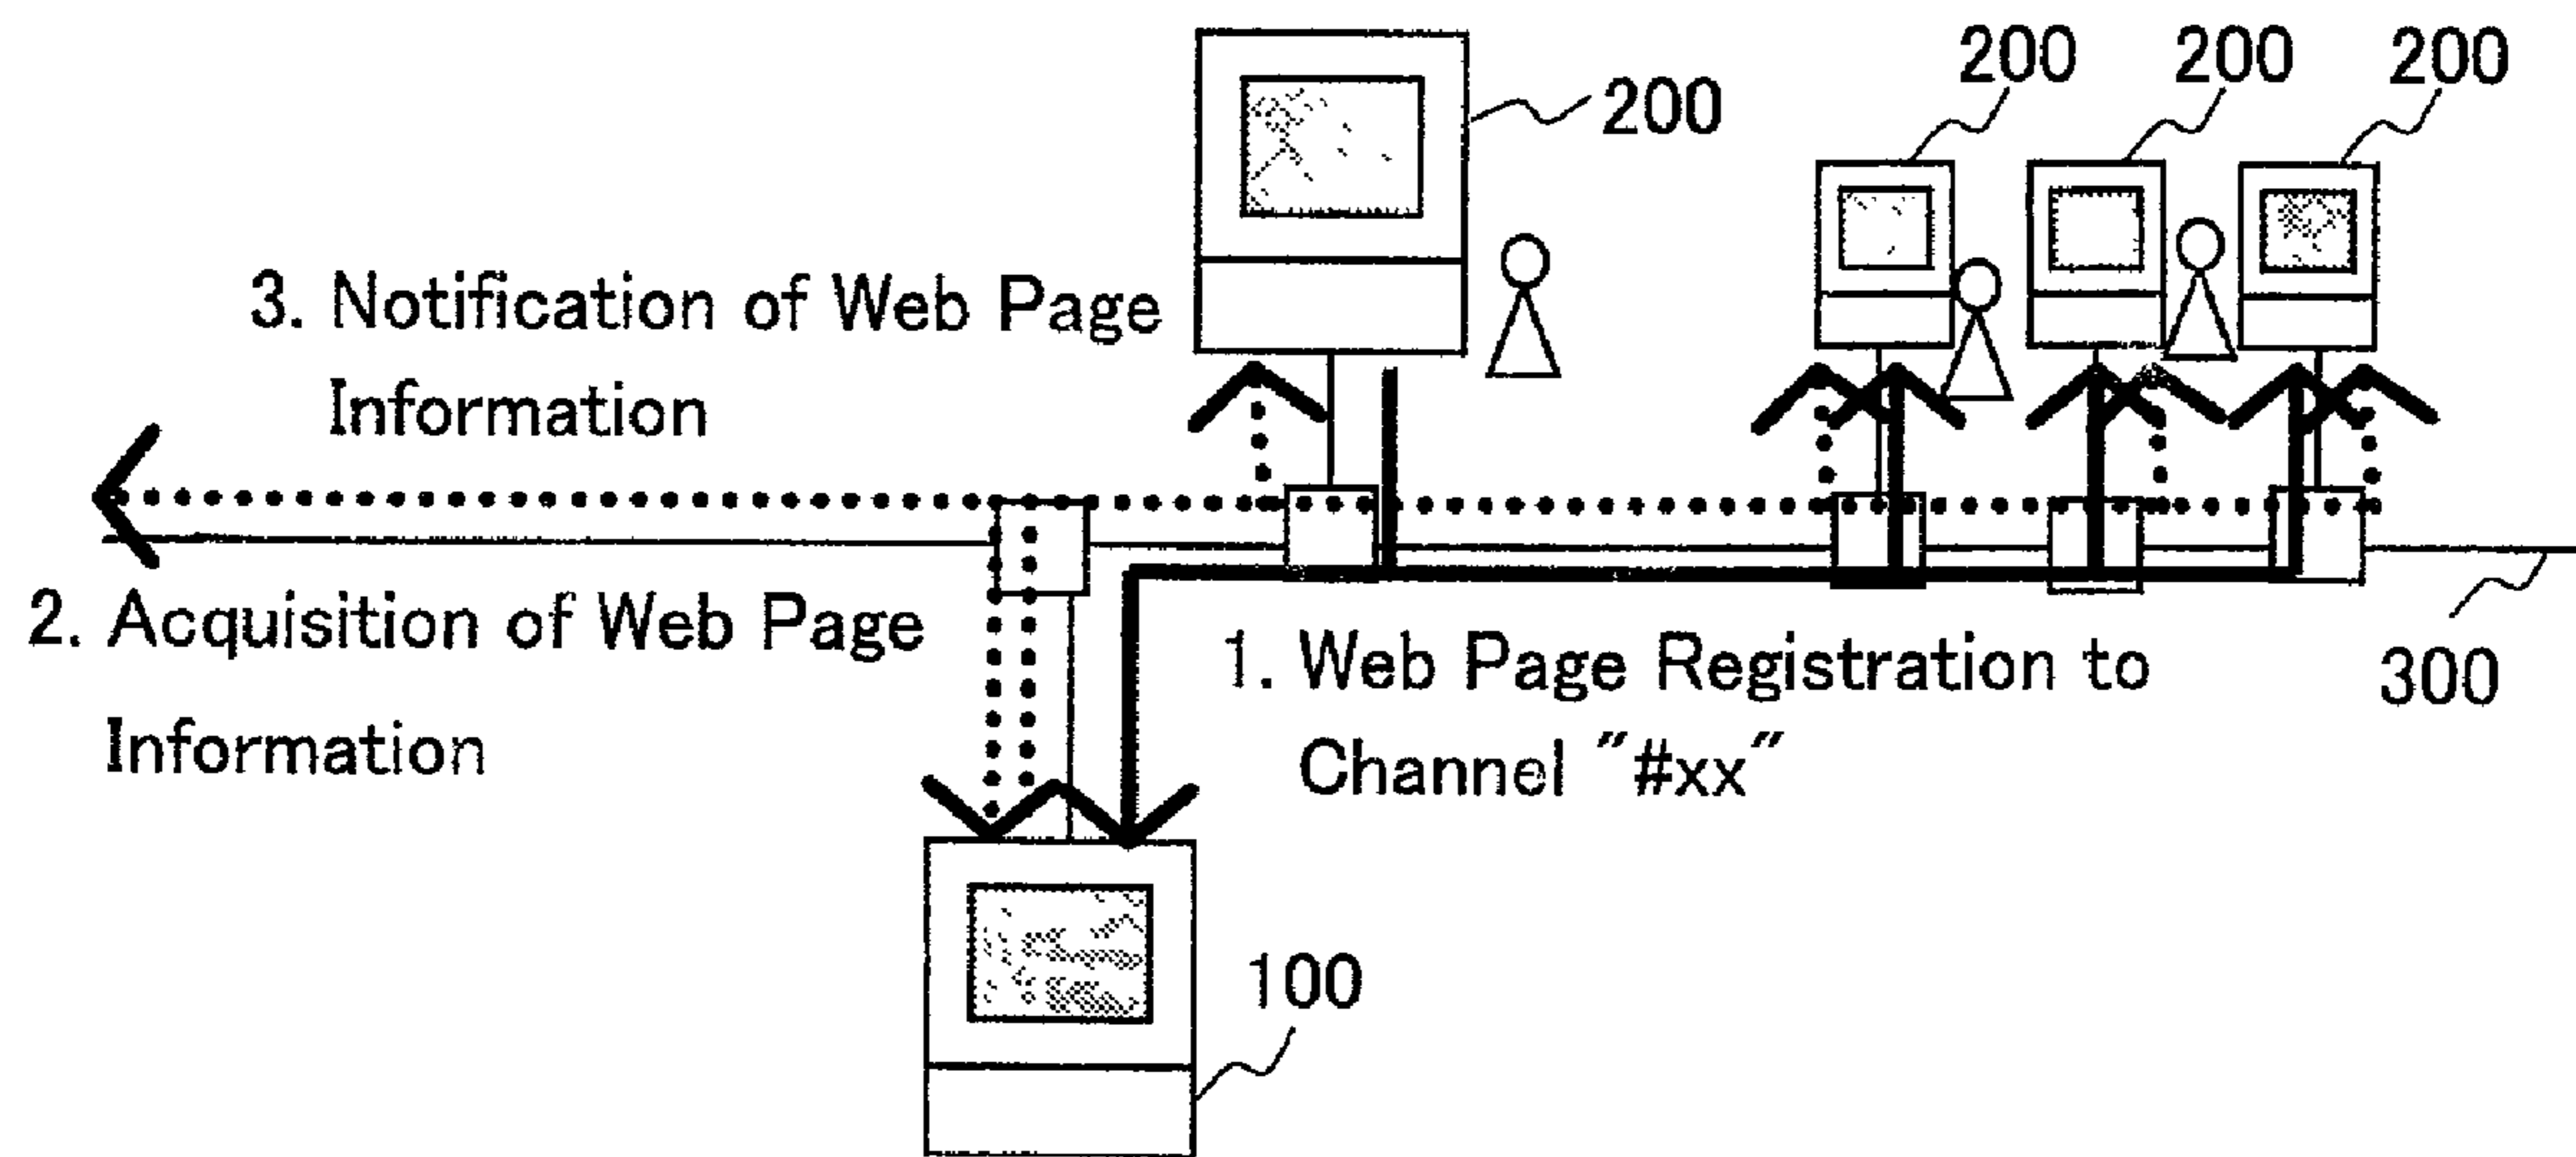 200 200 200
200
3. Notification of Web Page
Information
2. Acquisition of Web Page
Information
1. Web Page Registration to
Channel "#xx"
300
100